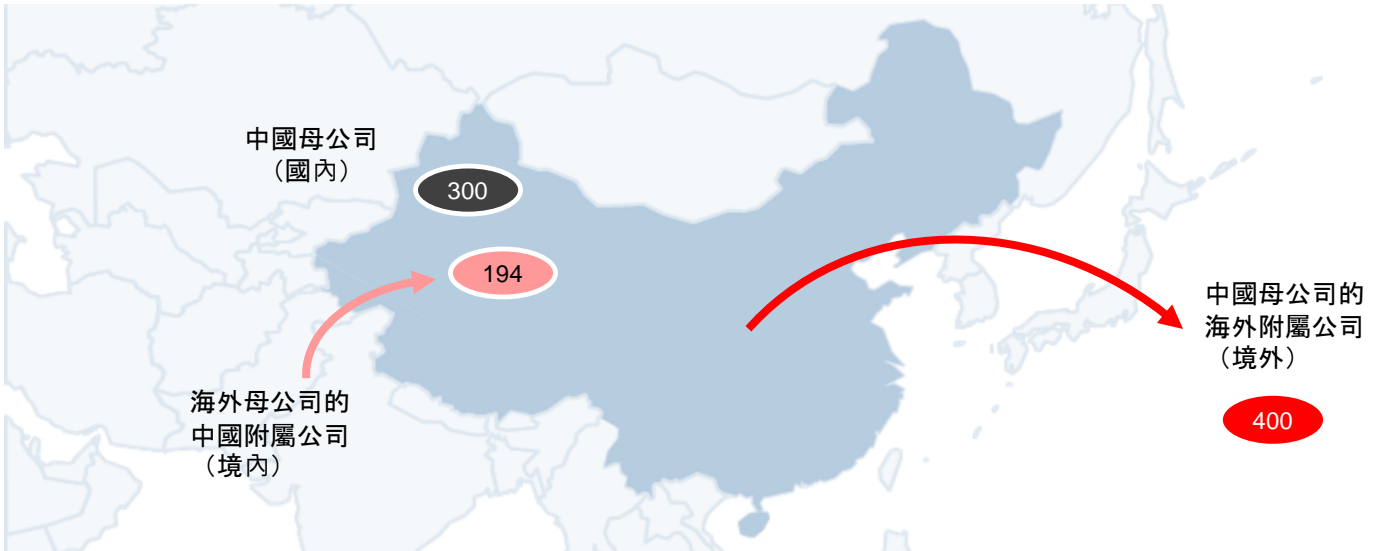 中國母公司
（國內）
300
194
海外母公司的
中國附屬公司
（境內）
中國母公司的
海外附屬公司
（境外）
400